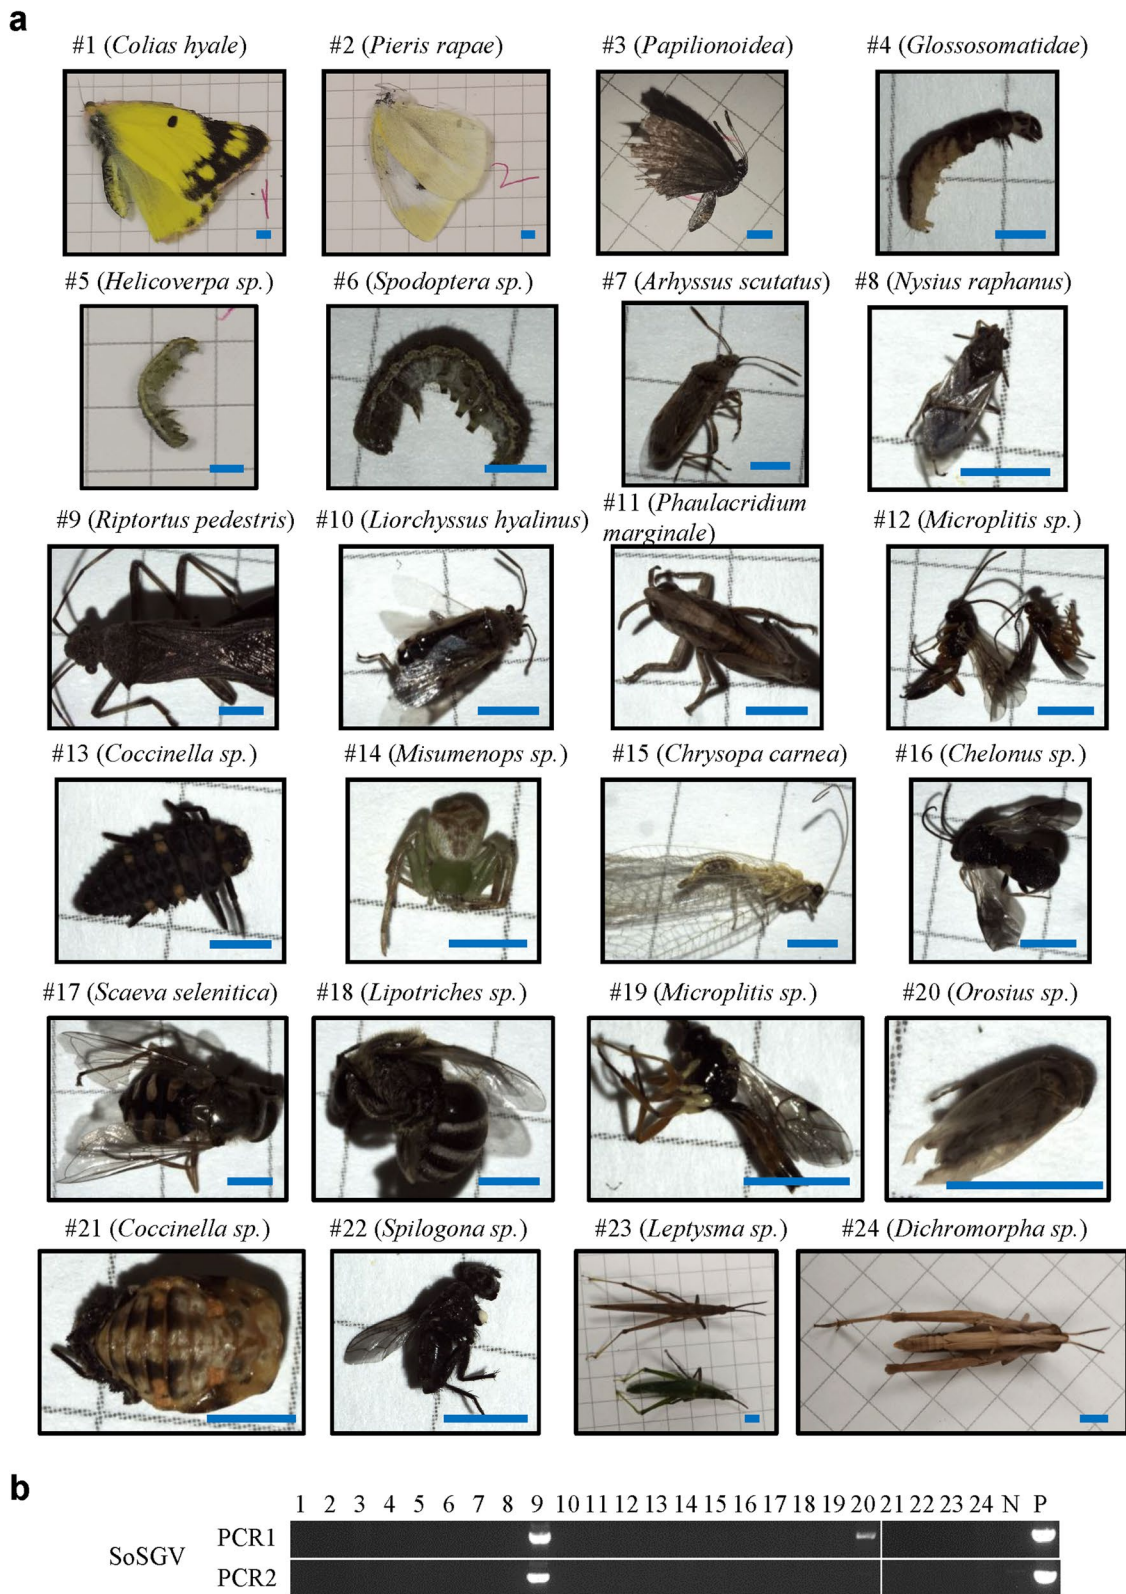 a
#1 (Colias hyale) #2 (Pieris rapae) #3 (Papilionoidea) #4 (Glossosomatidae)
1 2
#5 (Helicoverpa sp.) #6 (Spodoptera sp.) #7 (Arhyssus scutatus) #8 (Nysius raphanus)
#9 (Riptortus pedestris) #10 (Liorchyssus hyalinus) #11 (Phaulacridium
marginale) #12 (Microplitis sp.)
#13 (Coccinella sp.) #14 (Misumenops sp.) #15 (Chrysopa carnea) #16 (Chelonus sp.)
#17 (Scaeva selenitica) #18 (Lipotriches sp.) #19 (Microplitis sp.) #20 (Orosius sp.)
#21 (Coccinella sp.) #22 (Spilogona sp.) #23 (Leptysma sp.) #24 (Dichromorpha sp.)
b
1 2 3 4 5 6 7 8 9 10 11 12 13 14 15 16 17 18 19 20 21 22 23 24 N P
SoSGV
PCR1
PCR2